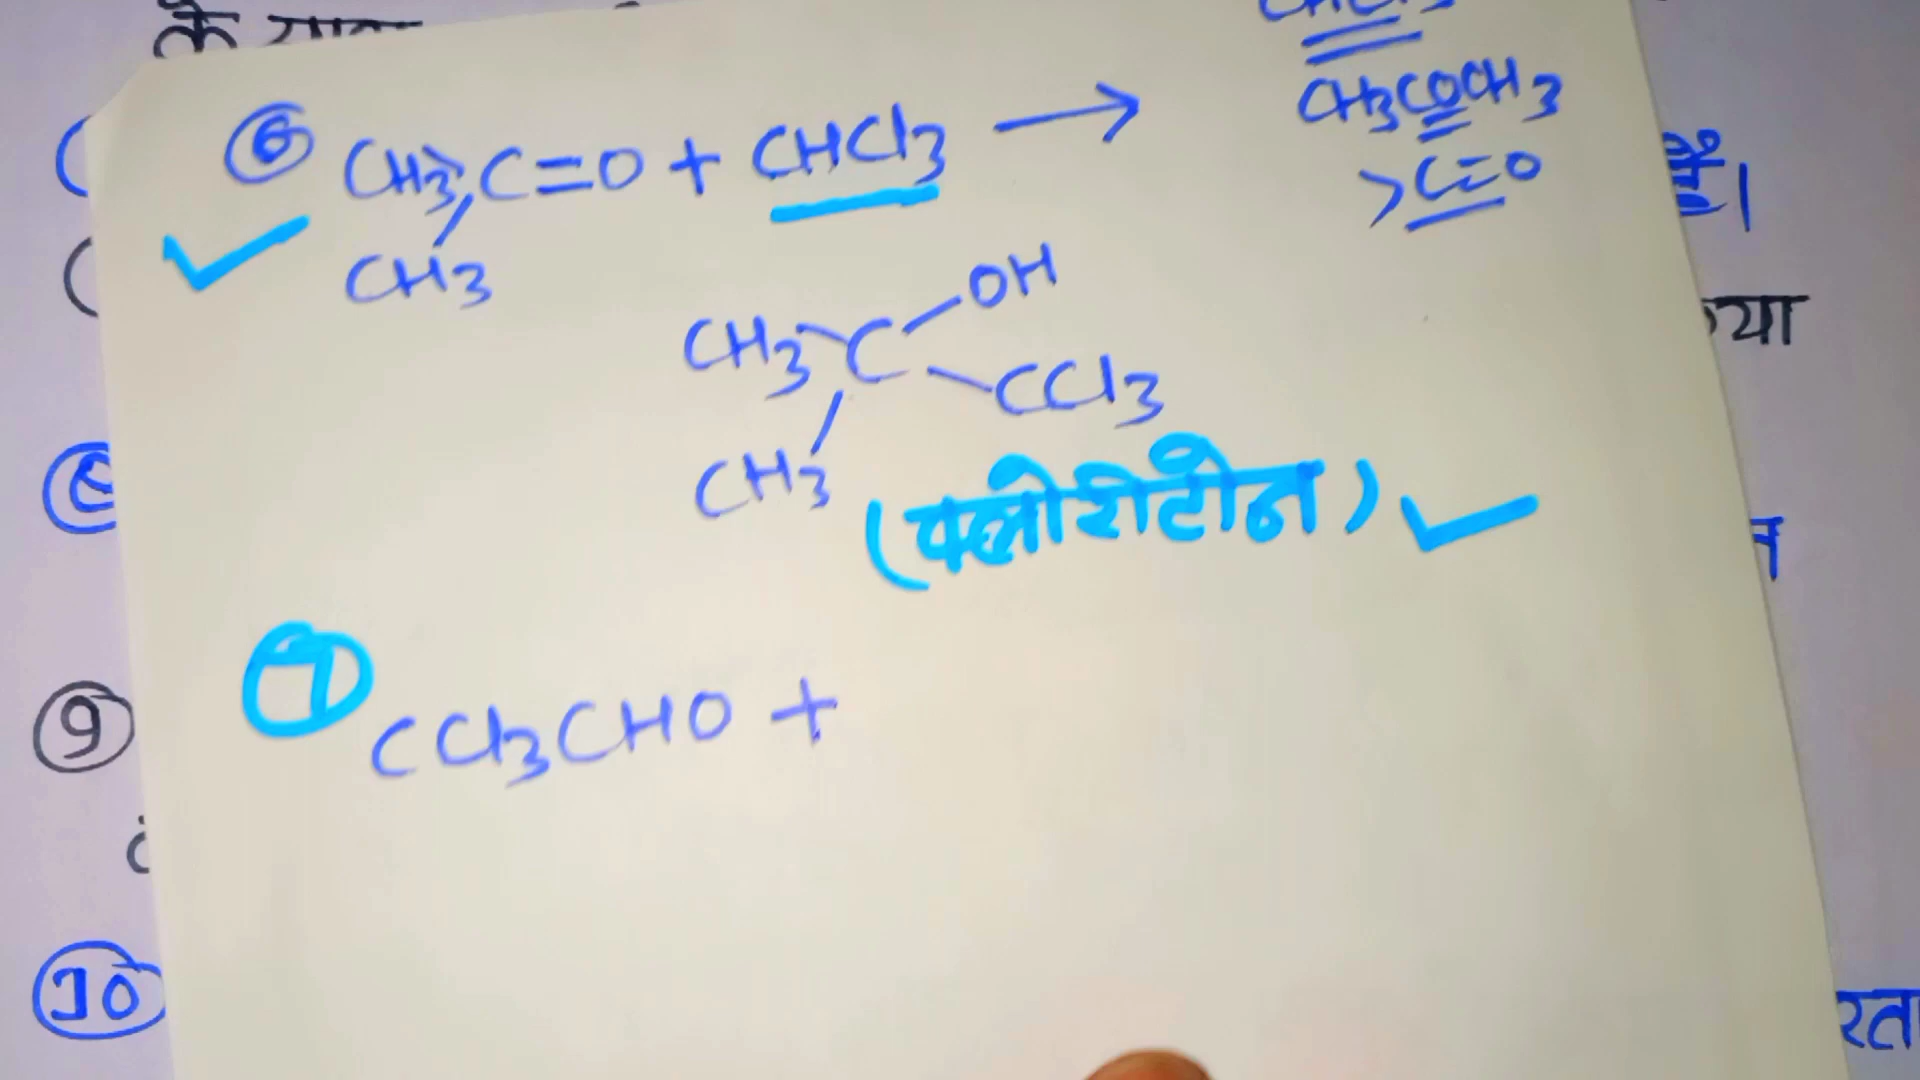 के
CH3COCH3
⑥ CH3 C=O + CHCl3 →
>C=O
CH3
हैं।
OH
CH3 C
CCl3
CH3
(क्लोरोटोन)
⑦ CCl3CHO +
⑨
⑩